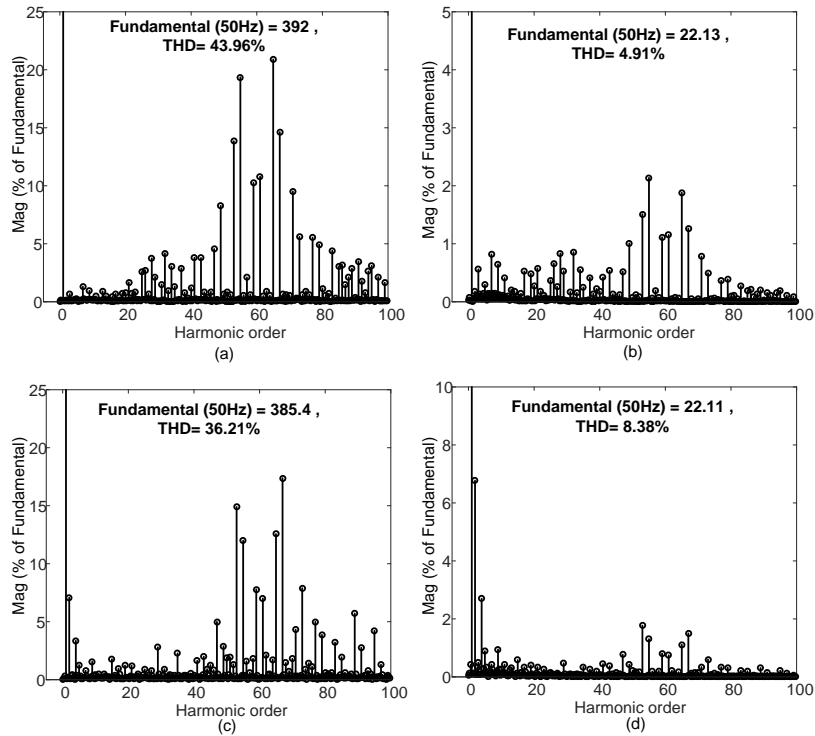 Fundamental (50Hz) = 392 ,
THD= 43.96%
Mag (% of Fundamental)
25
20
15
10
5
0
0 20 40 60 80 100
Harmonic order
(a)
Fundamental (50Hz) = 22.13 ,
THD= 4.91%
Mag (% of Fundamental)
5
4
3
2
1
0
0 20 40 60 80 100
Harmonic order
(b)
Fundamental (50Hz) = 385.4 ,
THD= 36.21%
Mag (% of Fundamental)
25
20
15
10
5
0
0 20 40 60 80 100
Harmonic order
(c)
Fundamental (50Hz) = 22.11 ,
THD= 8.38%
Mag (% of Fundamental)
10
8
6
4
2
0
0 20 40 60 80 100
Harmonic order
(d)